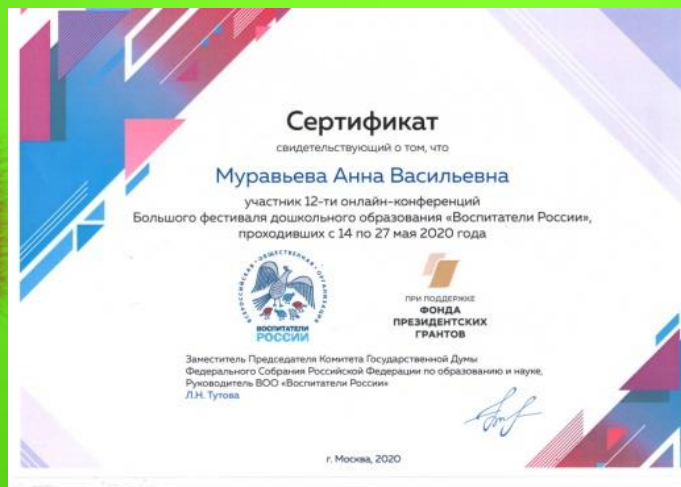 Сертификат
свидетельствующий о том, что
Муравьева Анна Васильевна
участник 12-ти онлайн-конференций
Большого фестиваля дошкольного образования «Воспитатели России»,
проходивших с 14 по 27 мая 2020 года
ВСЕРОССИЙСКАЯ • ОБЩЕСТВЕННАЯ • ОРГАНИЗАЦИЯ
ВОСПИТАТЕЛИ
РОССИИ
ПРИ ПОДДЕРЖКЕ
ФОНДА
ПРЕЗИДЕНТСКИХ
ГРАНТОВ
Заместитель Председателя Комитета Государственной Думы
Федерального Собрания Российской Федерации по образованию и науке,
Руководитель ВОО «Воспитатели России»
Л.Н. Тутова
г. Москва, 2020